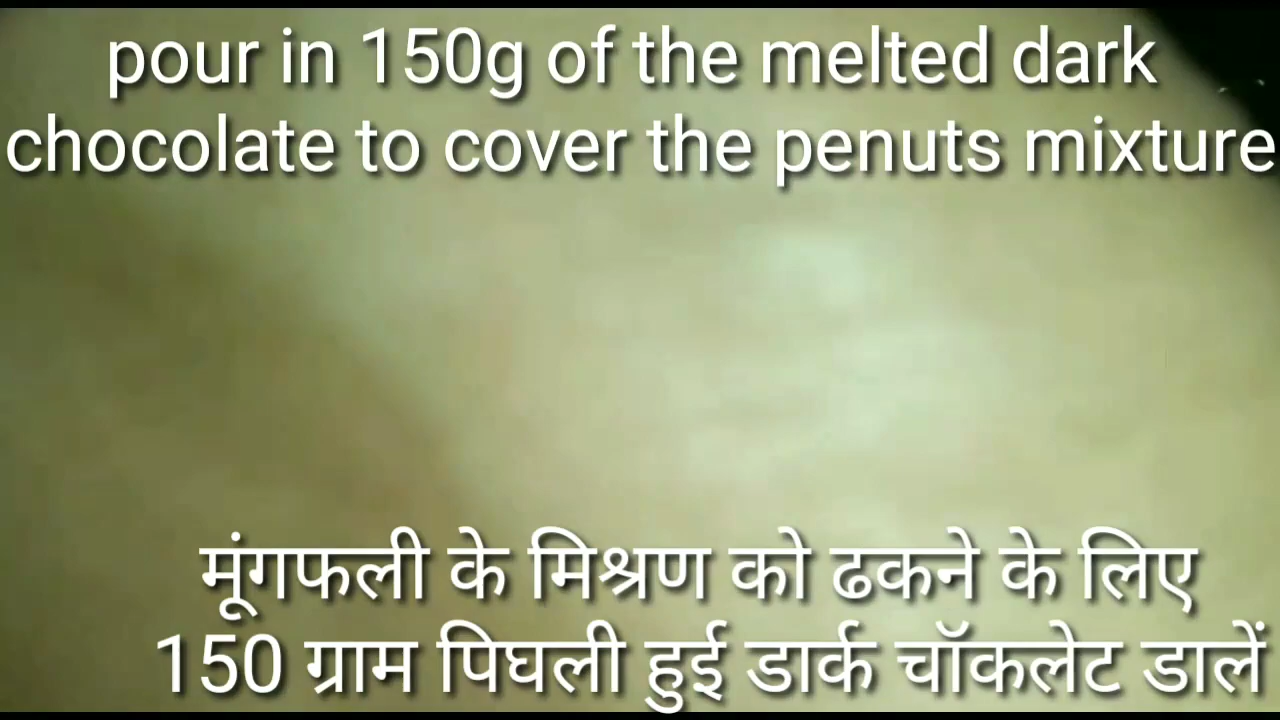 pour in 150g of the melted dark
chocolate to cover the penuts mixture
मूंगफली के मिश्रण को ढकने के लिए
150 ग्राम पिघली हुई डार्क चॉकलेट डालें